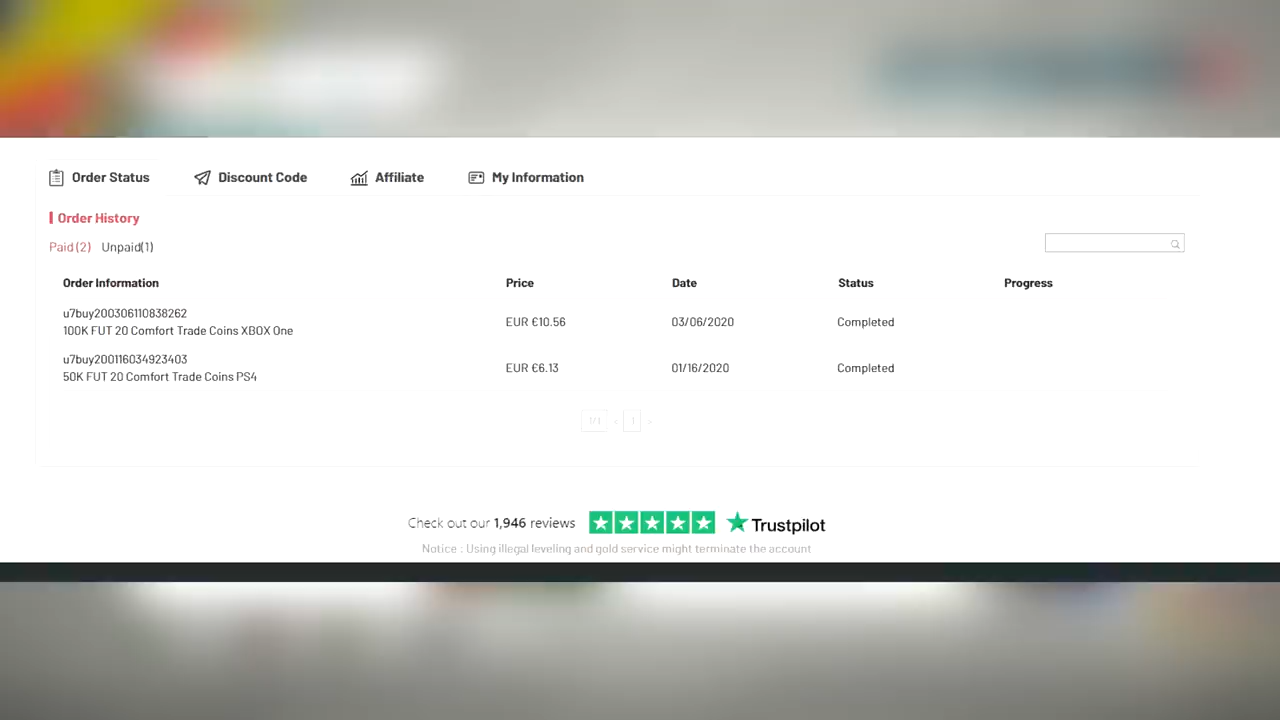 Order Status Discount Code Affiliate My Information
Order History
Paid (2) Unpaid(1)
Order Information Price Date Status Progress
u7buy200306110838262
100K FUT 20 Comfort Trade Coins XBOX One EUR €10.56 03/06/2020 Completed
u7buy200116034923403
50K FUT 20 Comfort Trade Coins PS4 EUR €6.13 01/16/2020 Completed
1/1 < 1 >
Check out our 1,946 reviews Trustpilot
Notice : Using illegal leveling and gold service might terminate the account